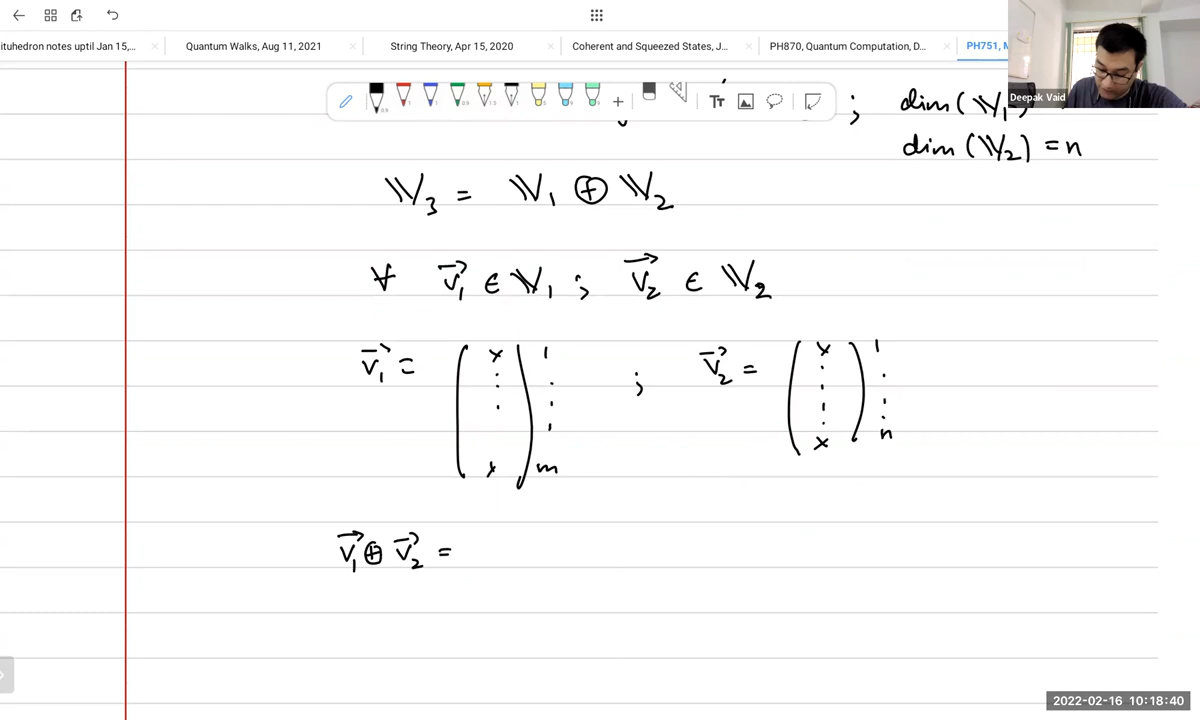 ituhedron notes uptil Jan 15,... × Quantum Walks, Aug 11, 2021 × String Theory, Apr 15, 2020 × Coherent and Squeezed States, J... × PH870, Quantum Computation, D... × PH751, M
Deepak Vaid
; dim(𝕍₁)
dim(𝕍₂) = n
𝕍₃ = 𝕍₁ ⊕ 𝕍₂
∀ v⃗₁ ∈ 𝕍₁ ; v⃗₂ ∈ 𝕍₂
v⃗₁ = ( x ⋮ x ) 1 ⋮ m ; v⃗₂ = ( x ⋮ x ) 1 ⋮ n
v⃗₁ ⊕ v⃗₂ =
2022-02-16 10:18:40